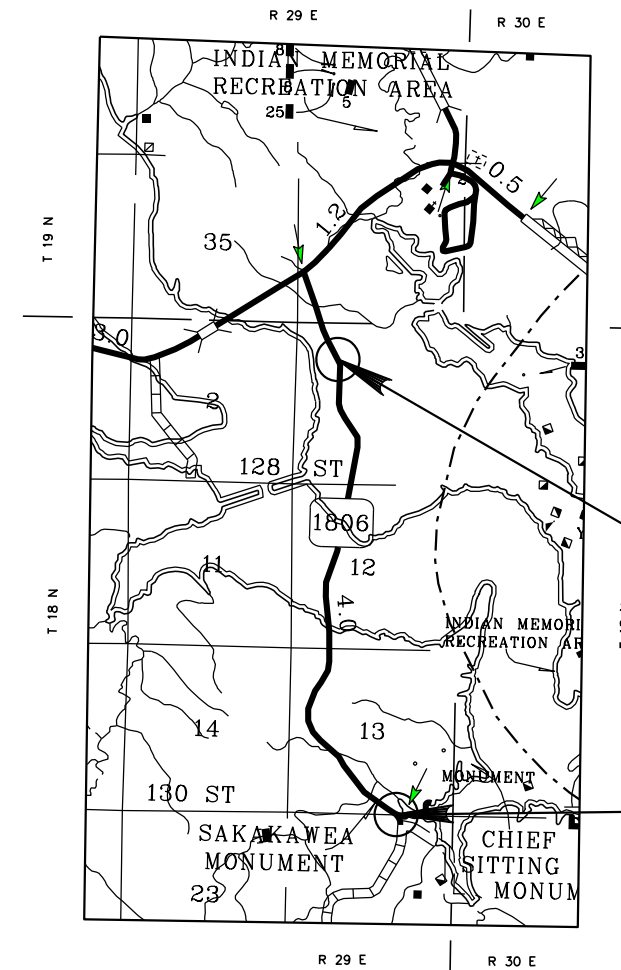 R 29 E
R 30 E
8
INDIAN MEMORIAL
RECREATION AREA
6
5
25
0.5
1.2
T 19 N
35
3.0
3
2
128 ST
1806
Y
11
12
T 18 N
4.0
INDIAN MEMORI
RECREATION AR
14
13
MONUMENT
130 ST
SAKAKAWEA
MONUMENT
CHIEF
SITTING
MONUM
23
R 29 E
R 30 E